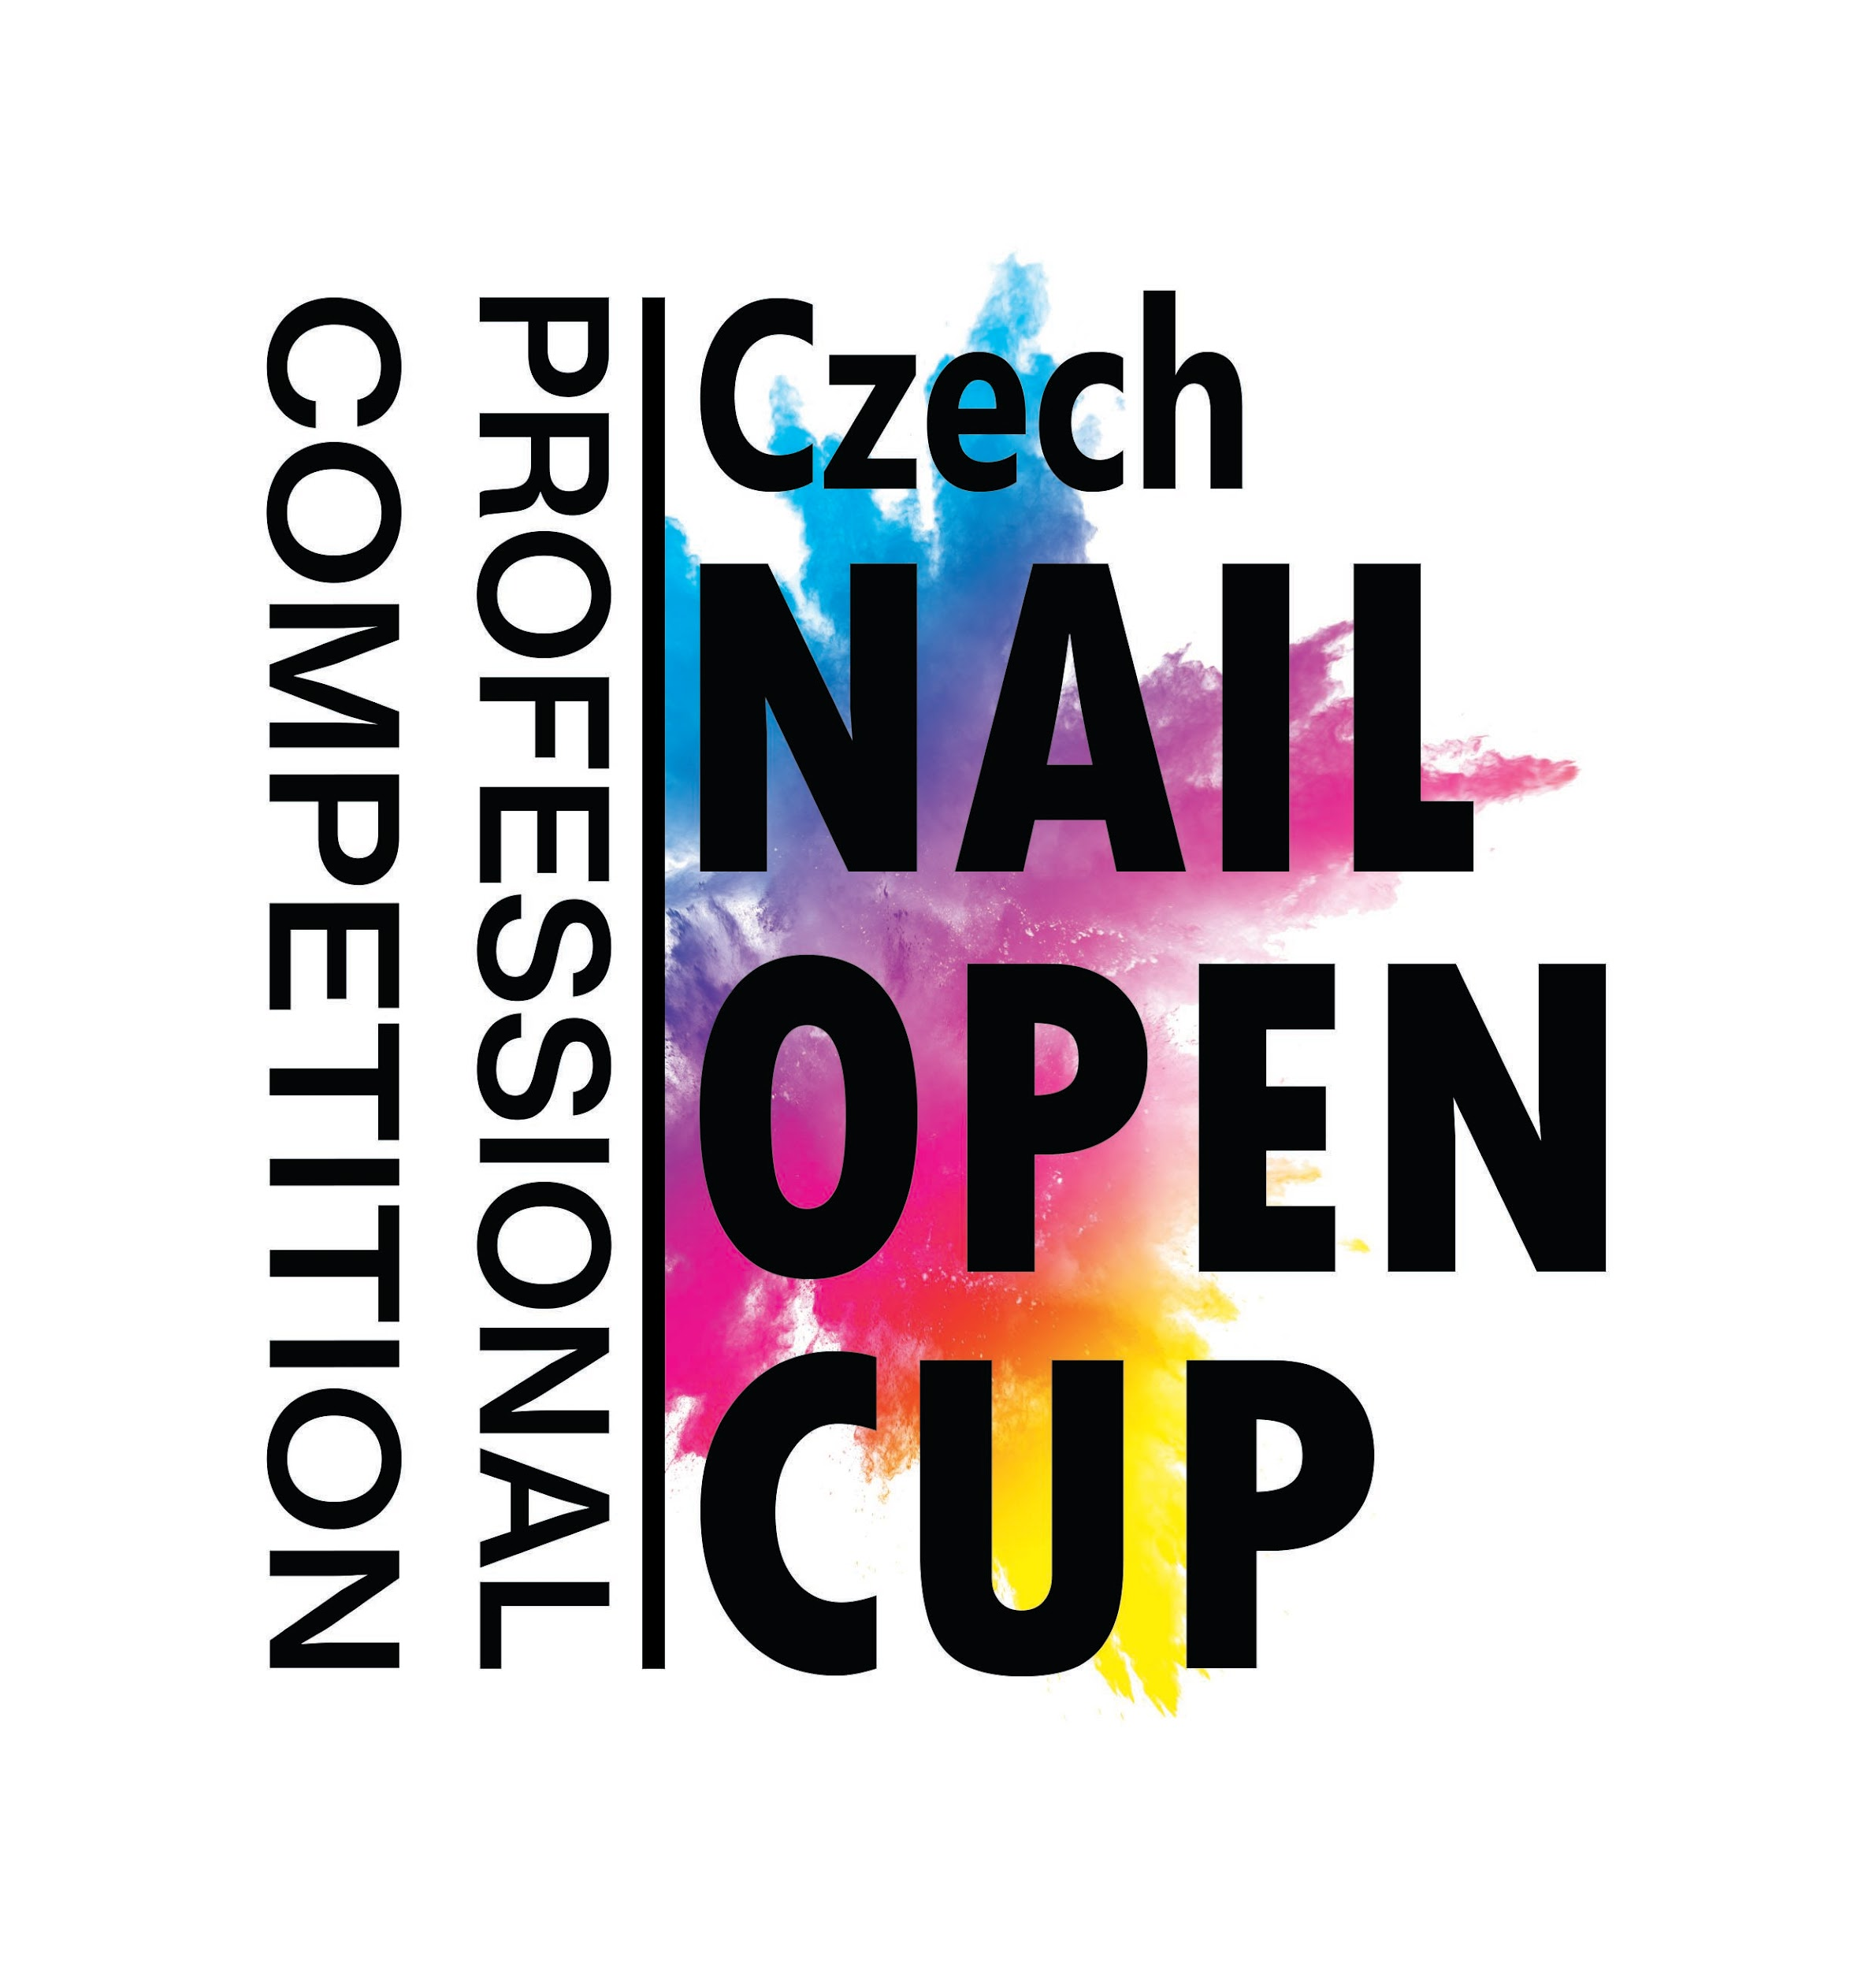 Czech
NAIL
OPEN
CUP
PROFESSIONAL
COMPETITION